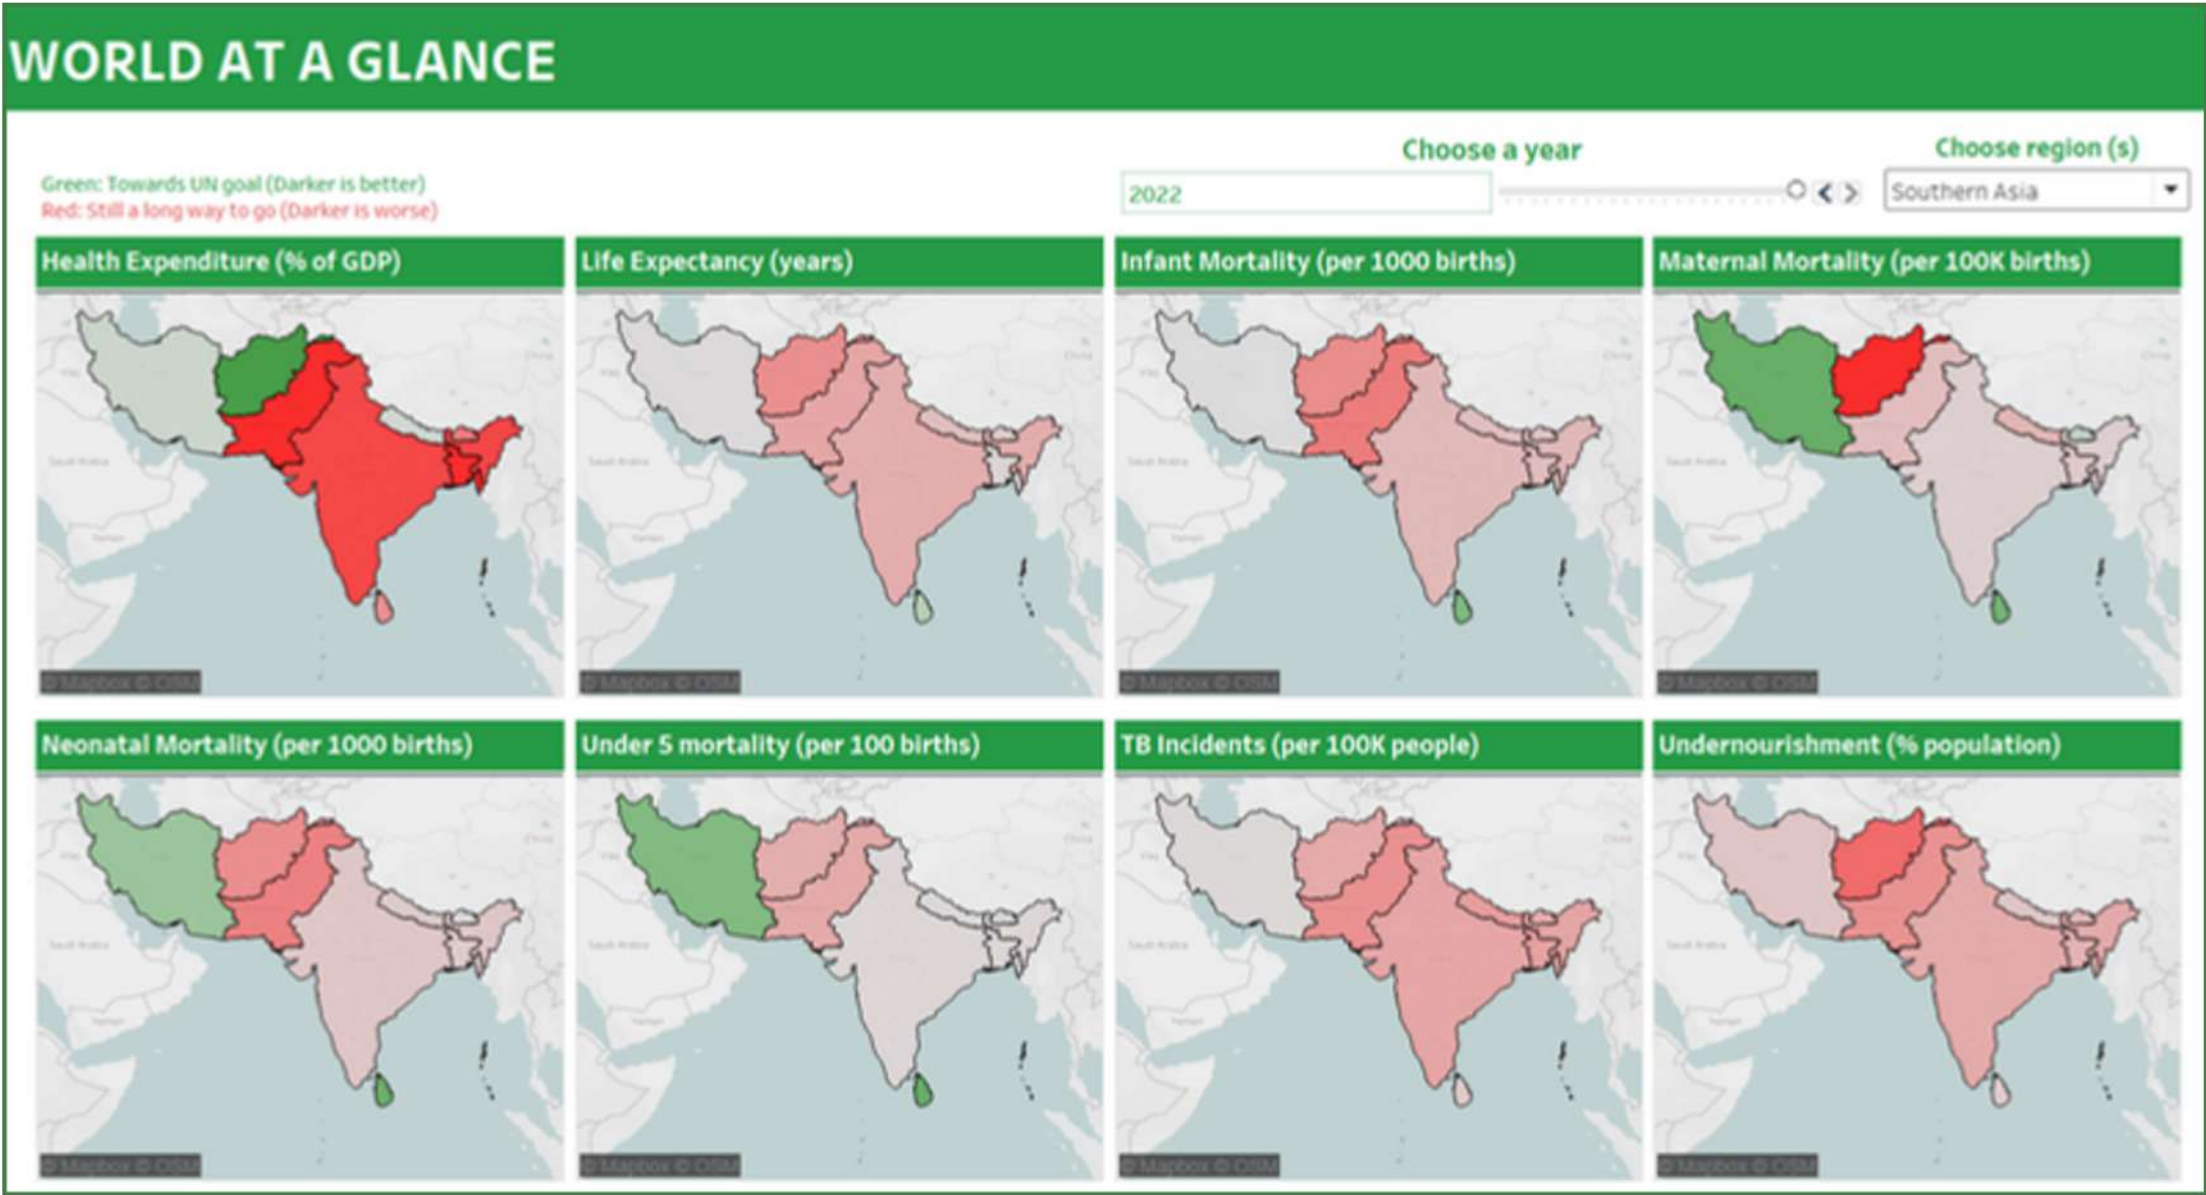 WORLD AT A GLANCE
Choose a year
Choose region (s)
Green: Towards UN goal (Darker is better)
Red: Still a long way to go (Darker is worse)
2022
Southern Asia
Health Expenditure (% of GDP)
Life Expectancy (years)
Infant Mortality (per 1000 births)
Maternal Mortality (per 100K births)
© Mapbox © OSM
© Mapbox © OSM
© Mapbox © OSM
© Mapbox © OSM
Neonatal Mortality (per 1000 births)
Under 5 mortality (per 100 births)
TB Incidents (per 100K people)
Undernourishment (% population)
© Mapbox © OSM
© Mapbox © OSM
© Mapbox © OSM
© Mapbox © OSM